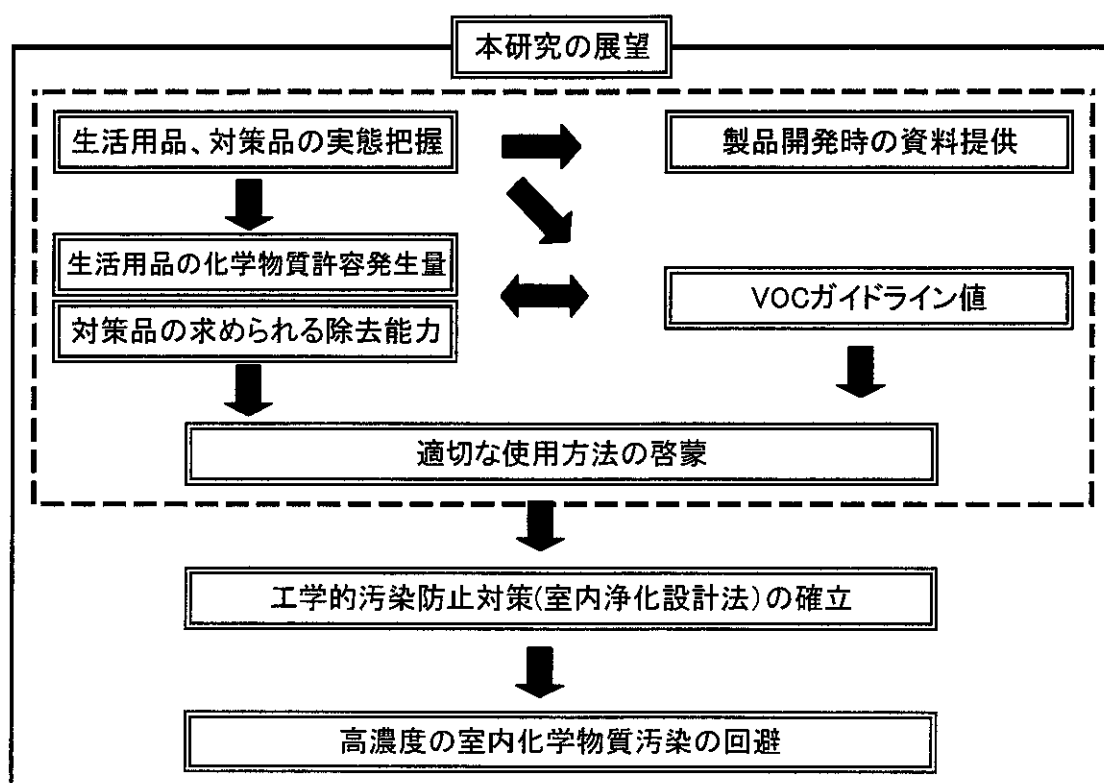 本研究の展望
生活用品、対策品の実態把握
製品開発時の資料提供
生活用品の化学物質許容発生量
対策品の求められる除去能力
VOCガイドライン値
適切な使用方法の啓蒙
工学的汚染防止対策(室内浄化設計法)の確立
高濃度の室内化学物質汚染の回避